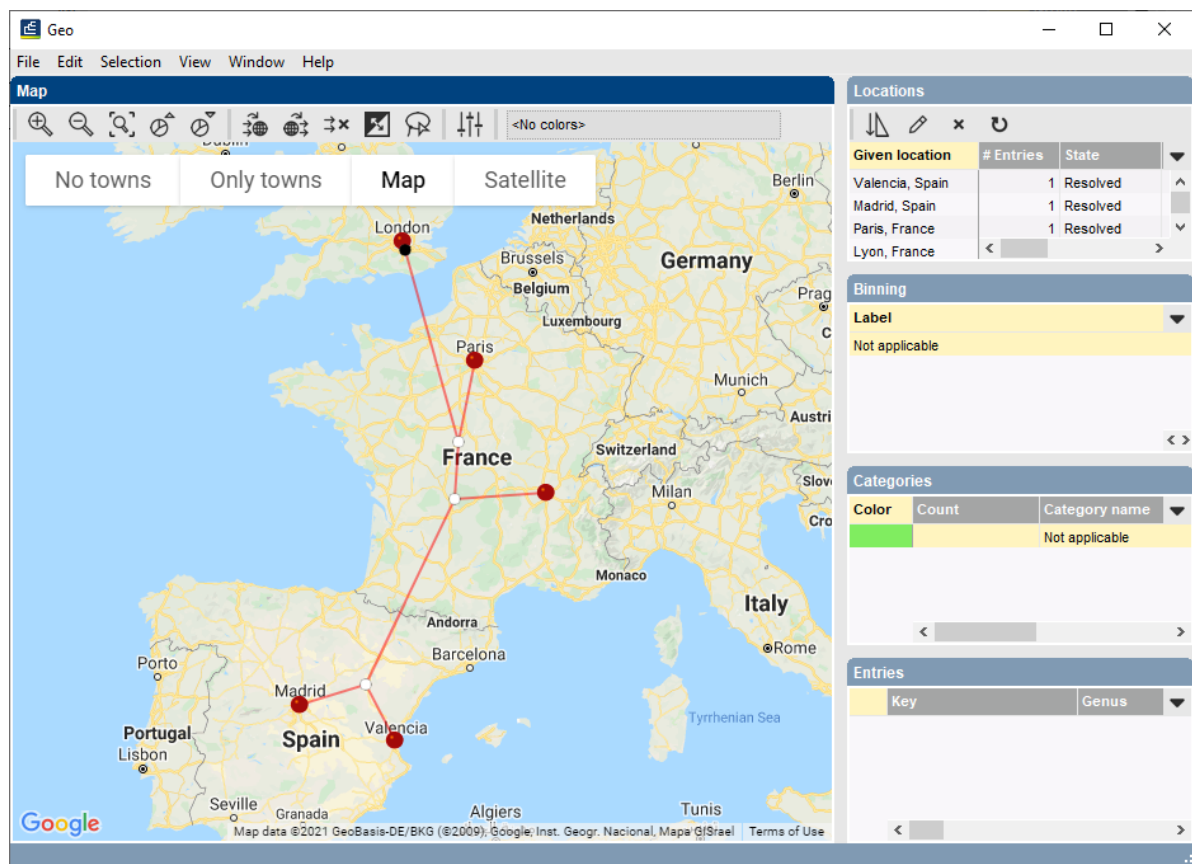 Geo
File Edit Selection View Window Help
Map
<No colors>
Dublin
No towns Only towns Map Satellite
Berlin
Netherlands
London
Brussels
Germany
Belgium
Prag
Luxembourg
C
Paris
Munich
Austri
France
Switzerland
Milan
Slov
Cro
Monaco
Italy
Andorra
Rome
Barcelona
Porto
Madrid
Valencia
Tyrrhenian Sea
Portugal
Spain
Lisbon
Seville
Granada
Algiers
Tunis
Google
Map data ©2021 GeoBasis-DE/BKG (©2009), Google, Inst. Geogr. Nacional, Mapa GISrael Terms of Use
Locations
Given location # Entries State
Valencia, Spain 1 Resolved
Madrid, Spain 1 Resolved
Paris, France 1 Resolved
Lyon, France
Binning
Label
Not applicable
Categories
Color Count Category name
Not applicable
Entries
Key Genus